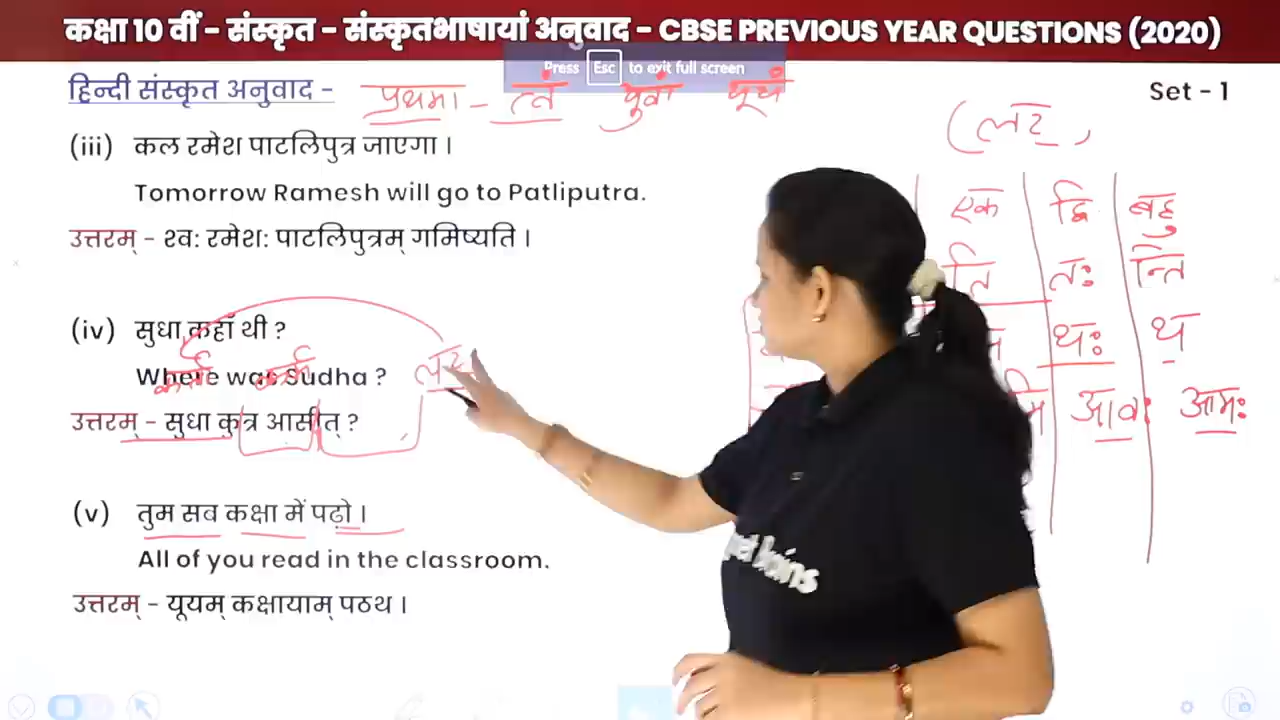 कक्षा 10 वीं - संस्कृत - संस्कृतभाषायां अनुवाद - CBSE PREVIOUS YEAR QUESTIONS (2020)
Press Esc to exit full screen
हिन्दी संस्कृत अनुवाद -
प्रथमा - त्वं युवां यूयं
Set - 1
(iii) कल रमेश पाटलिपुत्र जाएगा ।
Tomorrow Ramesh will go to Patliputra.
उत्तरम् - श्वः रमेशः पाटलिपुत्रम् गमिष्यति ।
(iv) सुधा कहाँ थी ?
Where was Sudha ?
कर्ता कर्म
उत्तरम् - सुधा कुत्र आसीत् ?
(v) तुम सब कक्षा में पढ़ो ।
All of you read in the classroom.
उत्तरम् - यूयम् कक्षायाम् पठथ ।
(लट्
एक द्वि बहु
ति तः न्ति
थः थ
आवः आमः